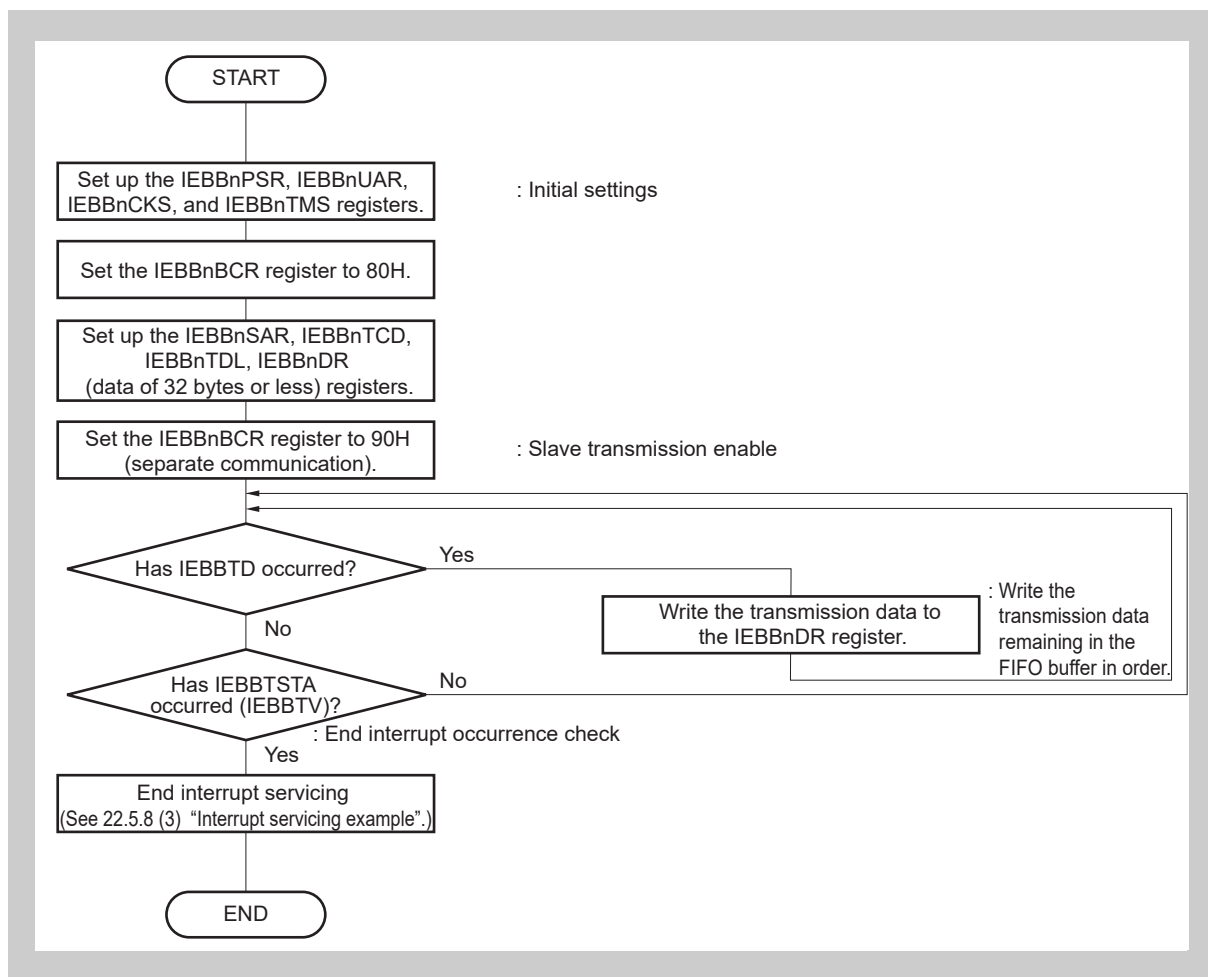 START
Set up the IEBBnPSR, IEBBnUAR,
IEBBnCKS, and IEBBnTMS registers.
: Initial settings
Set the IEBBnBCR register to 80H.
Set up the IEBBnSAR, IEBBnTCD,
IEBBnTDL, IEBBnDR
(data of 32 bytes or less) registers.
Set the IEBBnBCR register to 90H
(separate communication).
: Slave transmission enable
Has IEBBTD occurred?
Yes
Write the transmission data to
the IEBBnDR register.
: Write the
transmission data
remaining in the
FIFO buffer in order.
No
Has IEBBTSTA
occurred (IEBBTV)?
No
: End interrupt occurrence check
Yes
End interrupt servicing
(See 22.5.8 (3) “Interrupt servicing example”.)
END